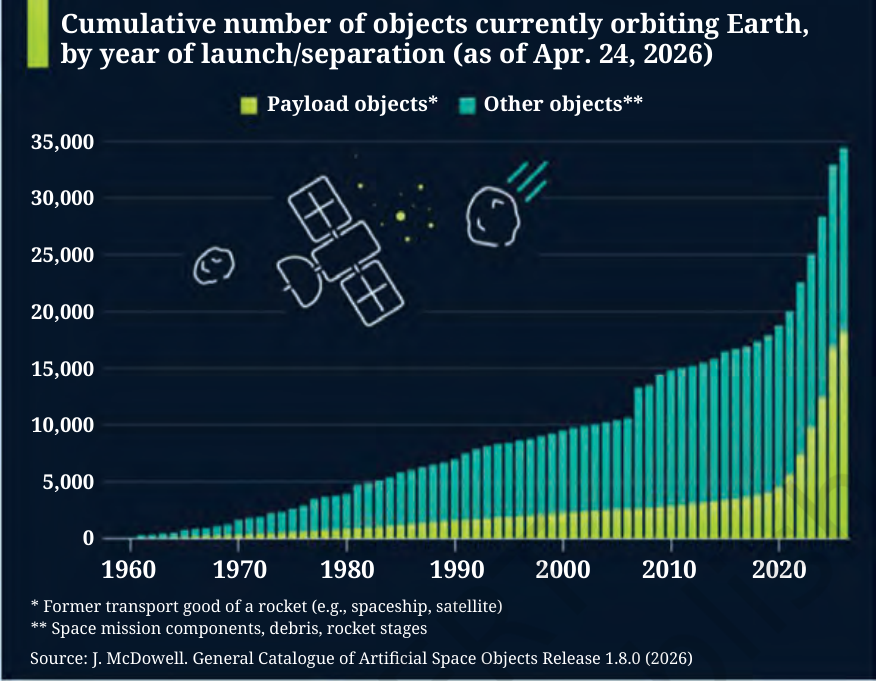 Cumulative number of objects currently orbiting Earth,
by year of launch/separation (as of Apr. 24, 2026)
Payload objects* Other objects**
35,000
30,000
25,000
20,000
15,000
10,000
5,000
0
1960 1970 1980 1990 2000 2010 2020
* Former transport good of a rocket (e.g., spaceship, satellite)
** Space mission components, debris, rocket stages
Source: J. McDowell. General Catalogue of Artificial Space Objects Release 1.8.0 (2026)